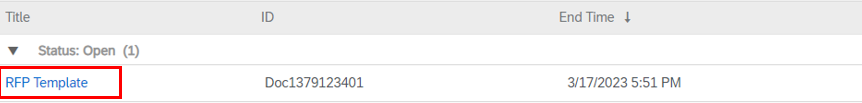 Title ID End Time ↓
▼ Status: Open (1)
RFP Template Doc1379123401 3/17/2023 5:51 PM